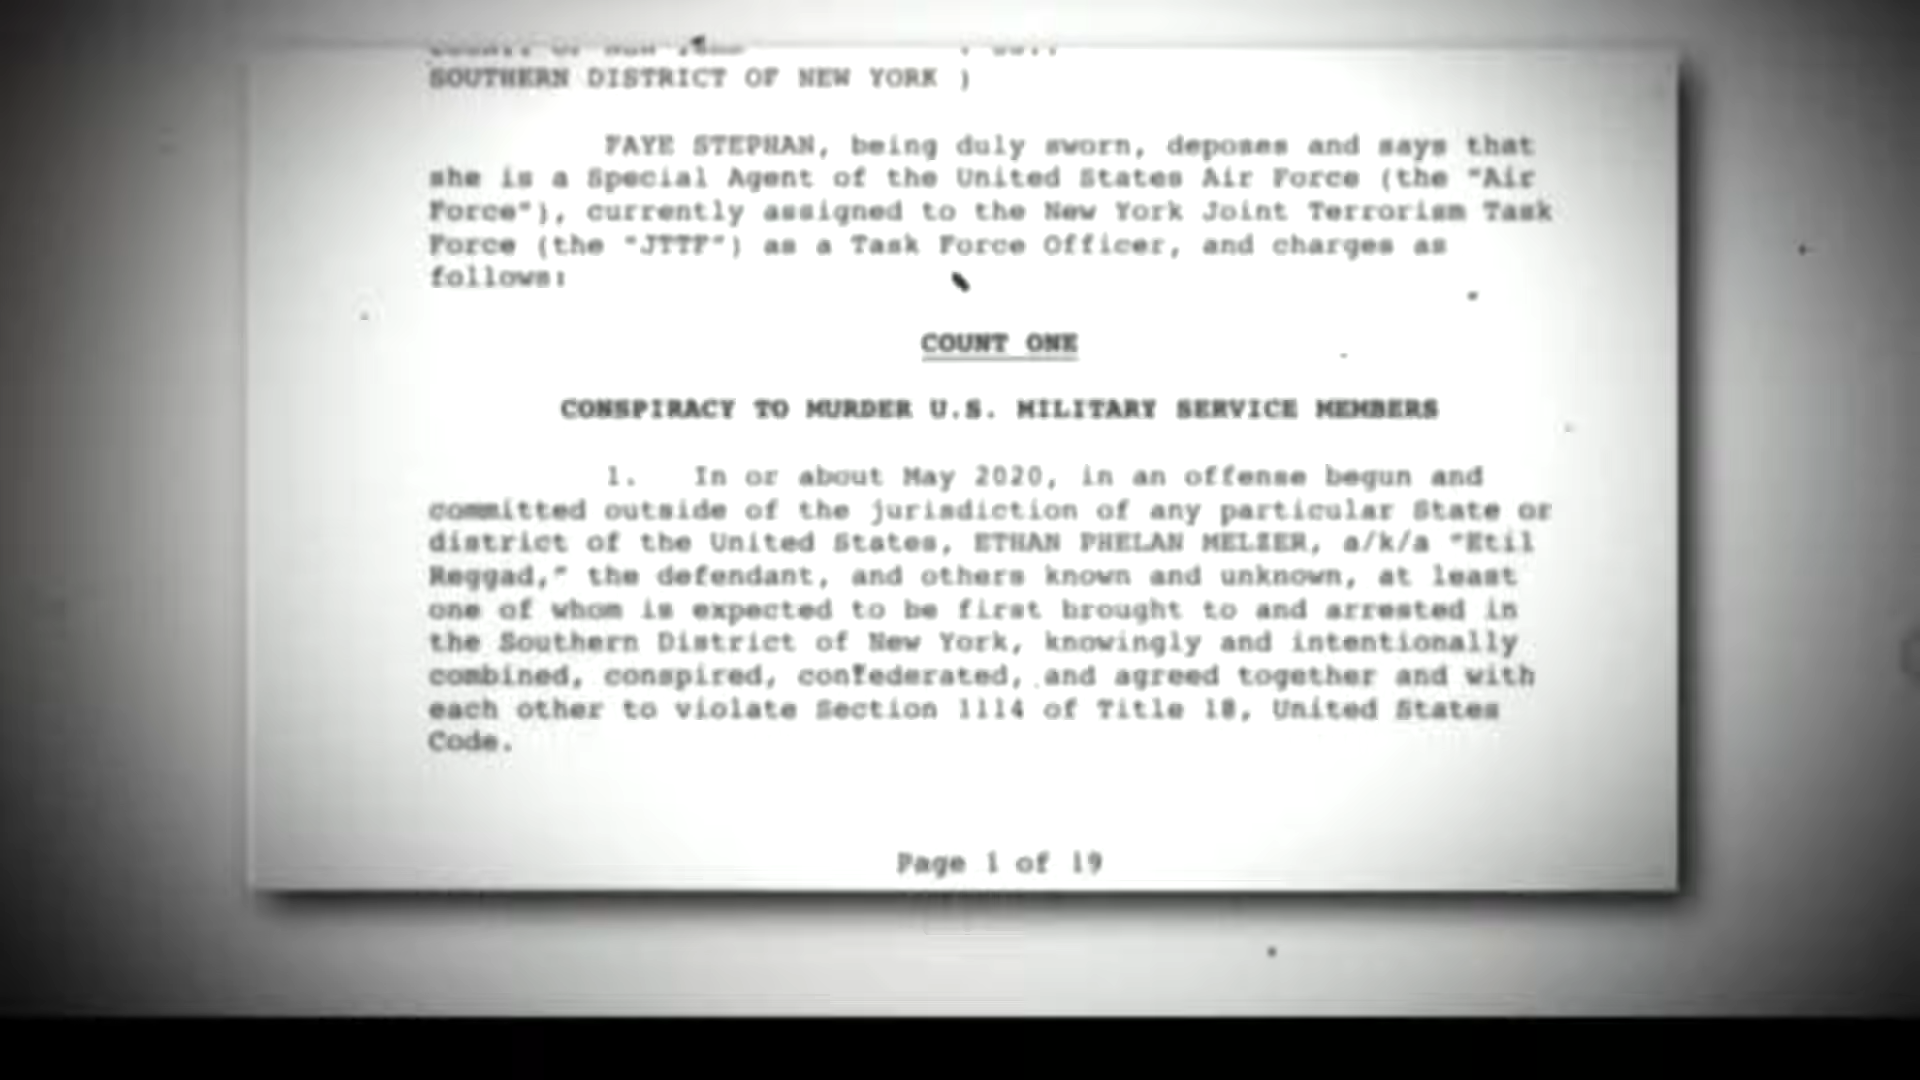 COUNTY OF NEW YORK : SS.:
SOUTHERN DISTRICT OF NEW YORK )
FAYE STEPHAN, being duly sworn, deposes and says that
she is a Special Agent of the United States Air Force (the "Air
Force"), currently assigned to the New York Joint Terrorism Task
Force (the "JTTF") as a Task Force Officer, and charges as
follows:
COUNT ONE
CONSPIRACY TO MURDER U.S. MILITARY SERVICE MEMBERS
1. In or about May 2020, in an offense begun and
committed outside of the jurisdiction of any particular State or
district of the United States, ETHAN PHELAN MELZER, a/k/a "Etil
Reggad," the defendant, and others known and unknown, at least
one of whom is expected to be first brought to and arrested in
the Southern District of New York, knowingly and intentionally
combined, conspired, confederated, and agreed together and with
each other to violate Section 1114 of Title 18, United States
Code.
Page 1 of 19